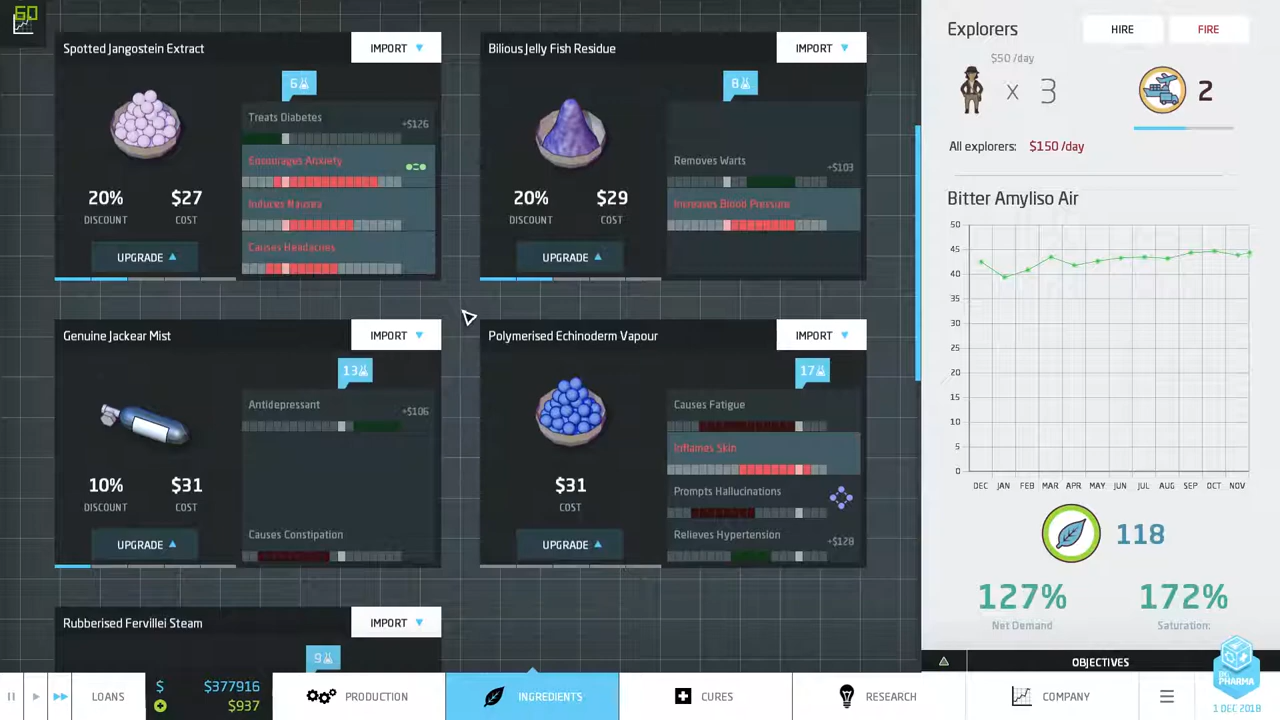 60
Spotted Jangostein Extract
IMPORT
6
Treats Diabetes
+$126
Encourages Anxiety
Induces Nausea
Causes Headaches
20%
DISCOUNT
$27
COST
UPGRADE
Bilious Jelly Fish Residue
IMPORT
8
Removes Warts
+$103
Increases Blood Pressure
20%
DISCOUNT
$29
COST
UPGRADE
Genuine Jackear Mist
IMPORT
13
Antidepressant
+$106
Causes Constipation
10%
DISCOUNT
$31
COST
UPGRADE
Polymerised Echinoderm Vapour
IMPORT
17
Causes Fatigue
Inflames Skin
Prompts Hallucinations
Relieves Hypertension
+$128
$31
COST
UPGRADE
Rubberised Fervillei Steam
IMPORT
9
Explorers
HIRE
FIRE
$50 /day
X 3
2
All explorers: $150 /day
Bitter Amyliso Air
50
45
40
35
30
25
20
15
10
5
0
DEC JAN FEB MAR APR MAY JUN JUL AUG SEP OCT NOV
118
127%
Net Demand
172%
Saturation:
OBJECTIVES
LOANS
$ $377916
$937
PRODUCTION
INGREDIENTS
CURES
RESEARCH
COMPANY
BIG PHARMA
1 DEC 2018